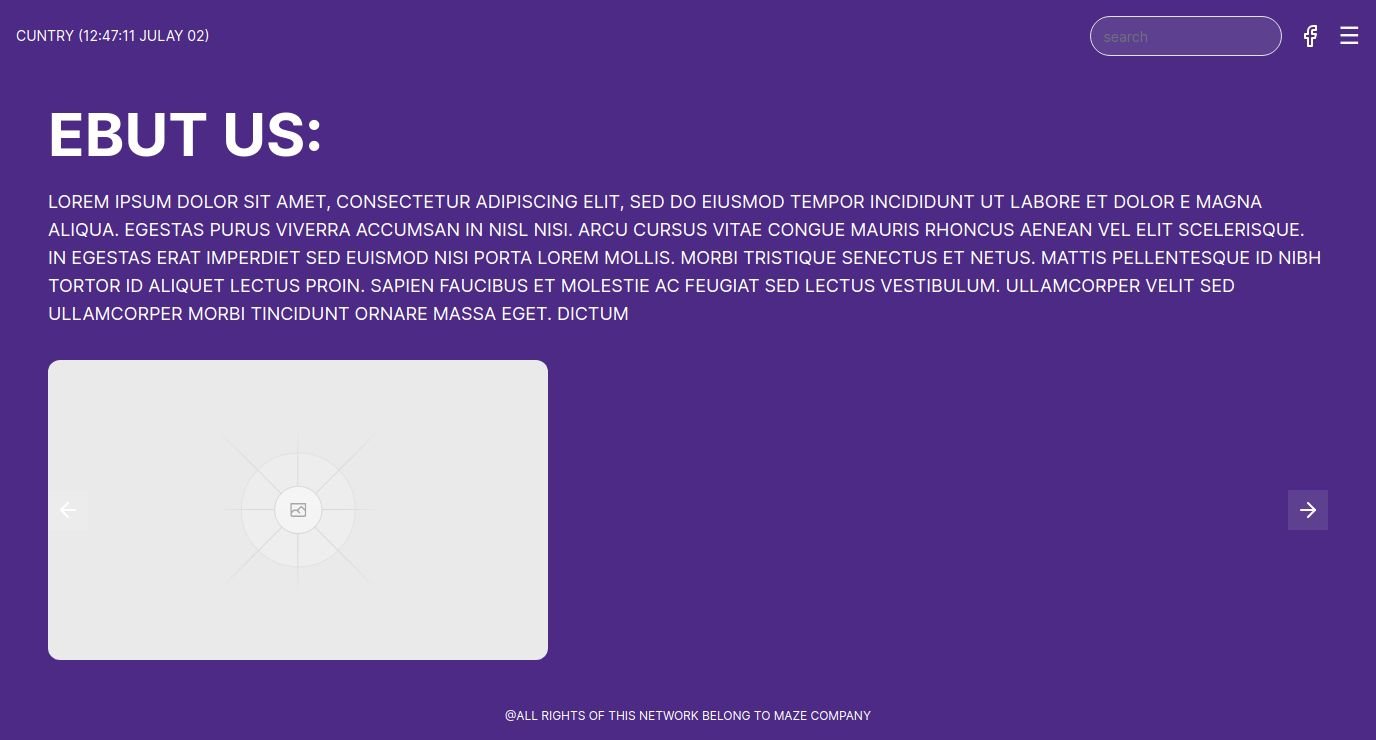 CUNTRY (12:47:11 JULAY 02)
search
EBUT US:
LOREM IPSUM DOLOR SIT AMET, CONSECTETUR ADIPISCING ELIT, SED DO EIUSMOD TEMPOR INCIDIDUNT UT LABORE ET DOLOR E MAGNA
ALIQUA. EGESTAS PURUS VIVERRA ACCUMSAN IN NISL NISI. ARCU CURSUS VITAE CONGUE MAURIS RHONCUS AENEAN VEL ELIT SCELERISQUE.
IN EGESTAS ERAT IMPERDIET SED EUISMOD NISI PORTA LOREM MOLLIS. MORBI TRISTIQUE SENECTUS ET NETUS. MATTIS PELLENTESQUE ID NIBH
TORTOR ID ALIQUET LECTUS PROIN. SAPIEN FAUCIBUS ET MOLESTIE AC FEUGIAT SED LECTUS VESTIBULUM. ULLAMCORPER VELIT SED
ULLAMCORPER MORBI TINCIDUNT ORNARE MASSA EGET. DICTUM
@ALL RIGHTS OF THIS NETWORK BELONG TO MAZE COMPANY